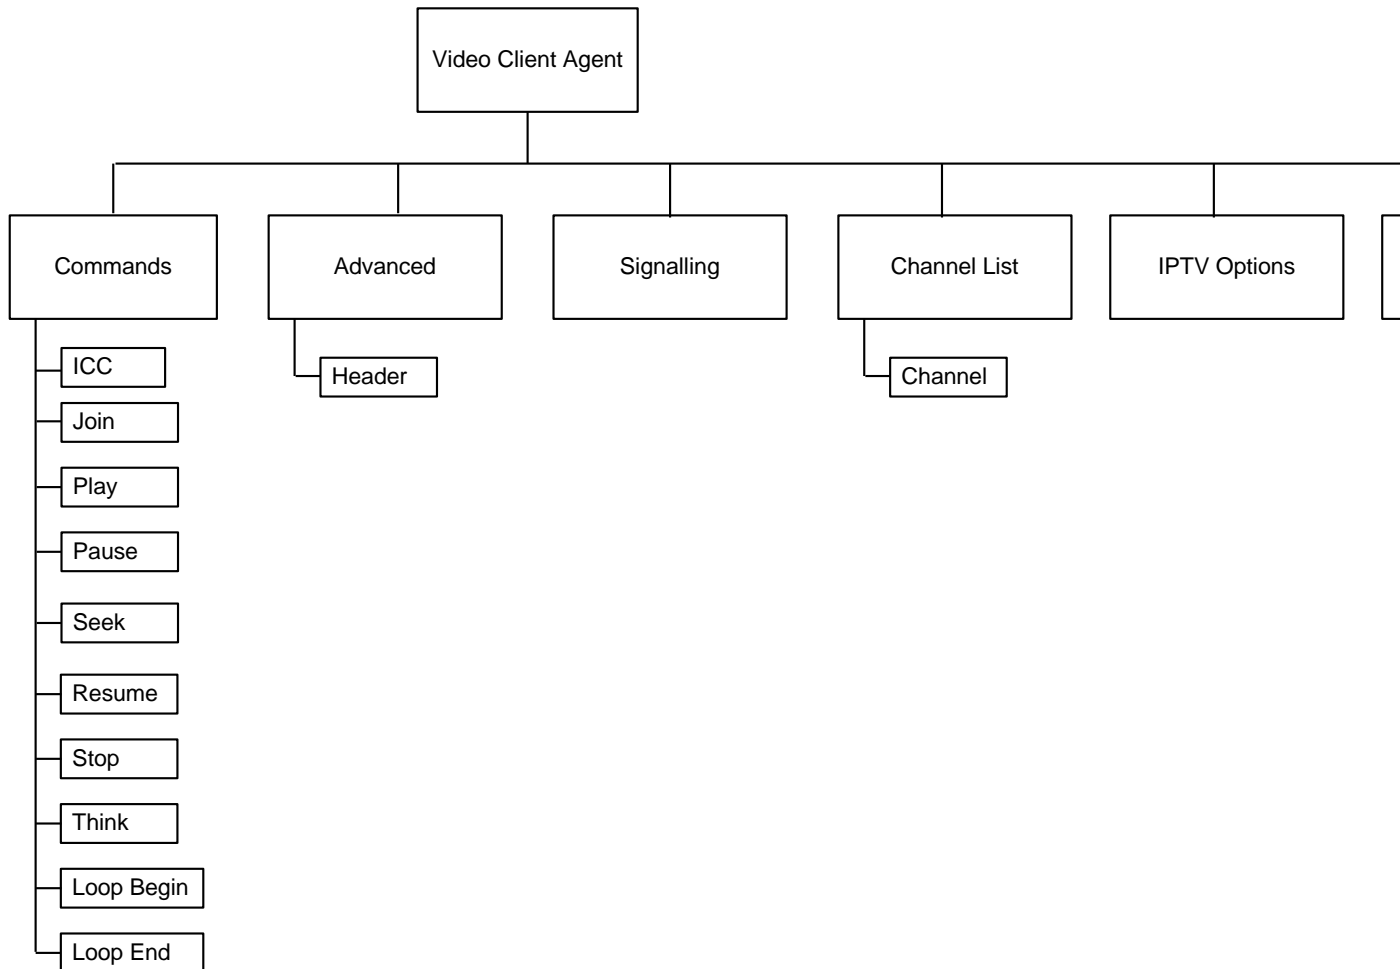 Video Client Agent
Commands
Advanced
Signalling
Channel List
IPTV Options
ICC
Join
Play
Pause
Seek
Resume
Stop
Think
Loop Begin
Loop End
Header
Channel